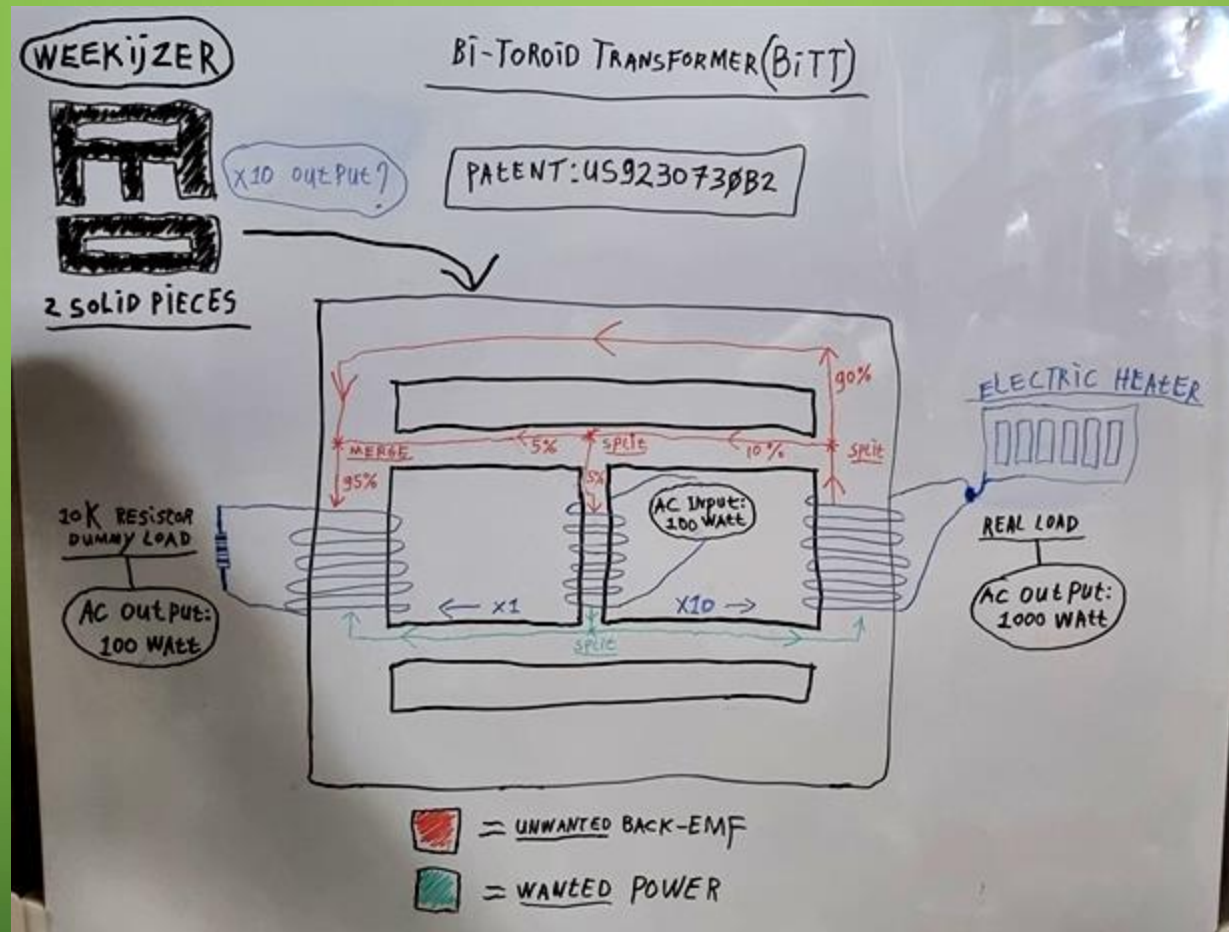 WEEKijZER
Bi-TOROiD TRANSFORMER(BiTT)
x10 output?
PATENT:US9230730B2
2 SOLID PiECES
90%
ELECTRIC HEATER
MERGE
5%
SPLit
10%
SPLit
95%
5%
AC INPUT:
100 WAtt
10K RESISTOR
DUMMY LOAD
REAL LOAD
AC OUtPUT:
100 WAtt
← x1
X10 →
AC OUtPUT:
1000 WAtt
SPLit
= UNWANTED BACK-EMF
= WANTED POWER